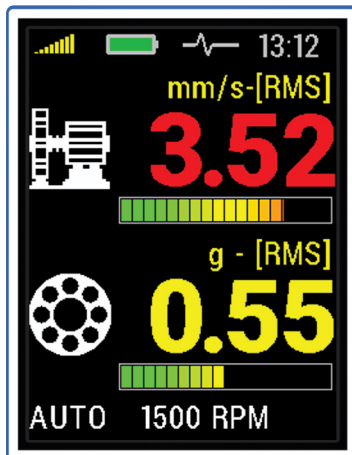 13:12
mm/s-[RMS]
3.52
g - [RMS]
0.55
AUTO 1500 RPM